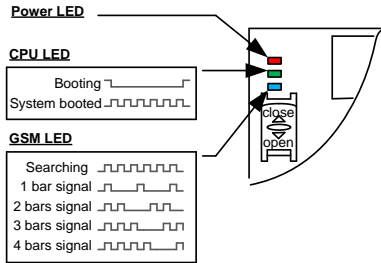 Power LED
CPU LED
Booting
System booted
GSM LED
Searching
1 bar signal
2 bars signal
3 bars signal
4 bars signal
close
open